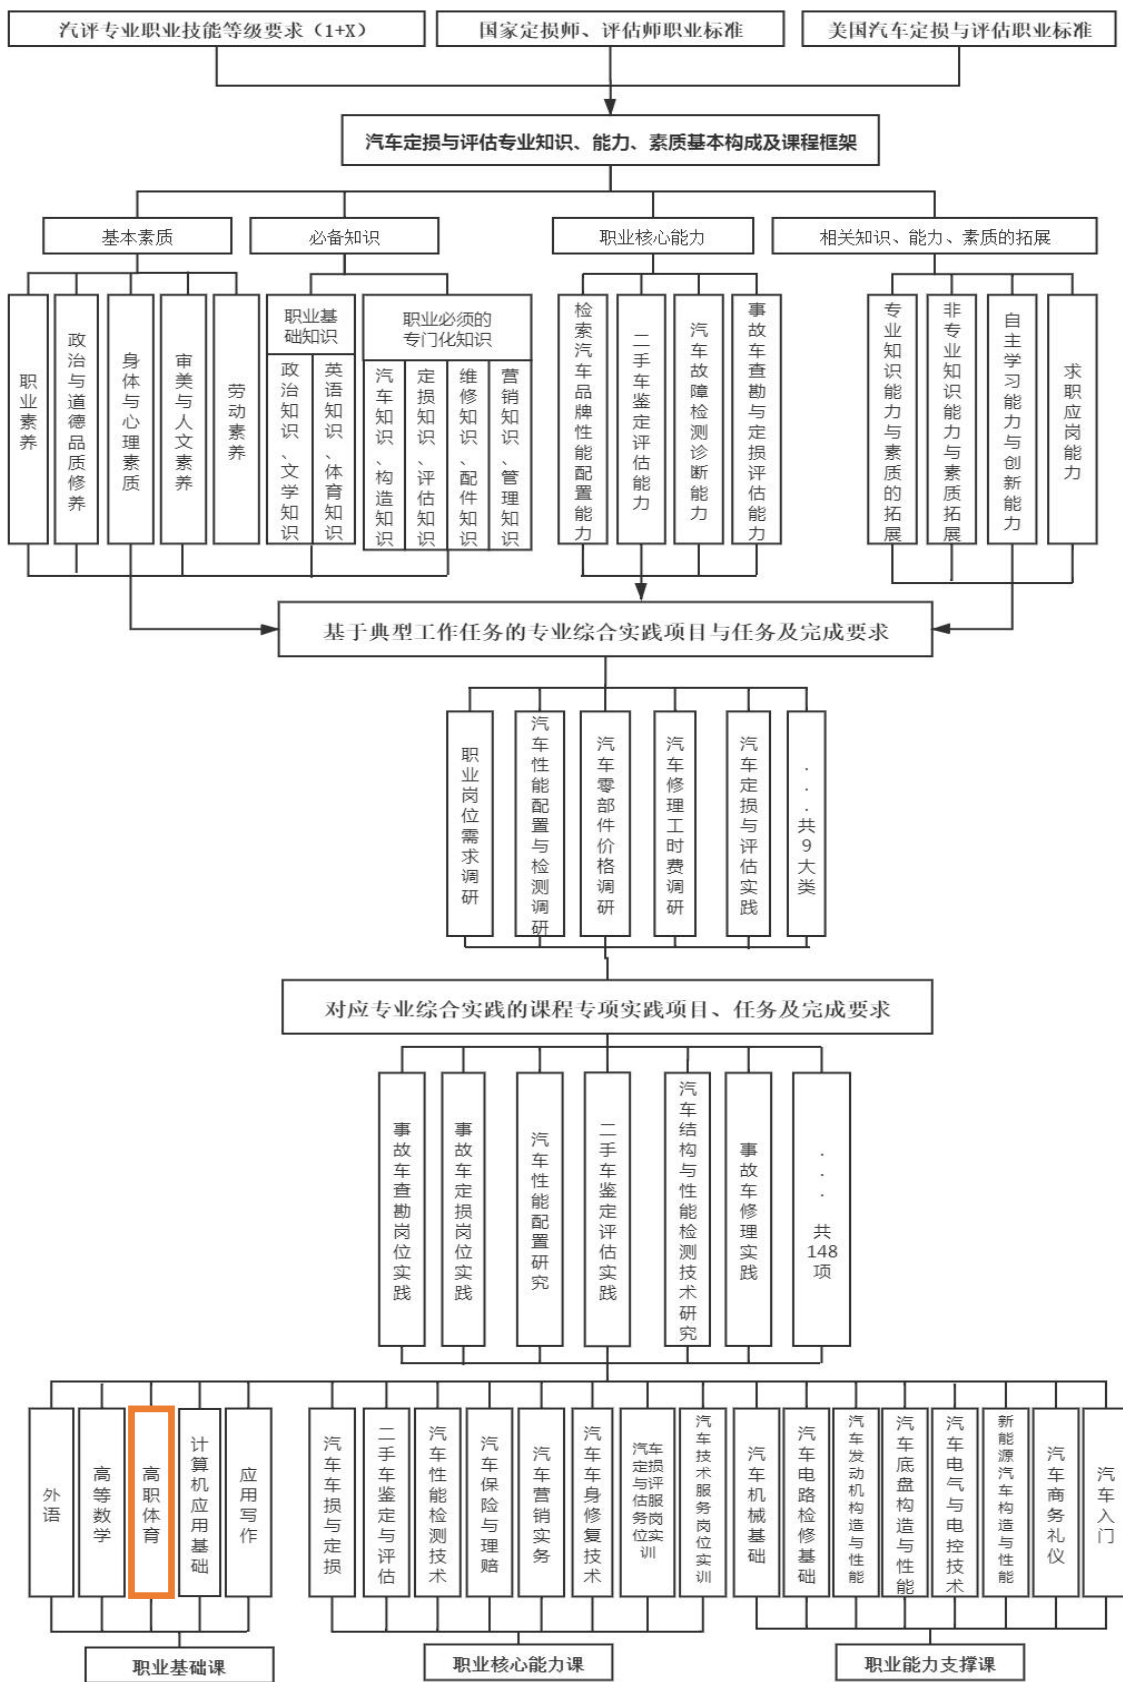 汽评专业职业技能等级要求（1+X）
国家定损师、评估师职业标准
美国汽车定损与评估职业标准
汽车定损与评估专业知识、能力、素质基本构成及课程框架
基本素质
必备知识
职业核心能力
相关知识、能力、素质的拓展
职业素养
政治与道德品质修养
身体与心理素质
审美与人文素养
劳动素养
职业基
础知识
政治知识、文学知识
英语知识、体育知识
职业必须的
专门化知识
汽车知识、构造知识
定损知识、评估知识
维修知识、配件知识
营销知识、管理知识
检索汽车品牌性能配置能力
二手车鉴定评估能力
汽车故障检测诊断能力
事故车查勘与定损评估能力
专业知识能力与素质的拓展
非专业知识能力与素质拓展
自主学习能力与创新能力
求职应岗能力
基于典型工作任务的专业综合实践项目与任务及完成要求
职业岗位需求调研
汽车性能配置与检测调研
汽车零部件价格调研
汽车修理工时费调研
汽车定损与评估实践
...共9大类
对应专业综合实践的课程专项实践项目、任务及完成要求
事故车查勘岗位实践
事故车定损岗位实践
汽车性能配置研究
二手车鉴定评估实践
汽车结构与性能检测技术研究
事故车修理实践
...共148项
外语
高等数学
高职体育
计算机应用基础
应用写作
汽车车损与定损
二手车鉴定与评估
汽车性能检测技术
汽车保险与理赔
汽车营销实务
汽车车身修复技术
汽车定损与评估服务岗位实训
汽车技术服务岗位实训
汽车机械基础
汽车电路检修基础
汽车发动机构造与性能
汽车底盘构造与性能
汽车电气与电控技术
新能源汽车构造与性能
汽车商务礼仪
汽车入门
职业基础课
职业核心能力课
职业能力支撑课